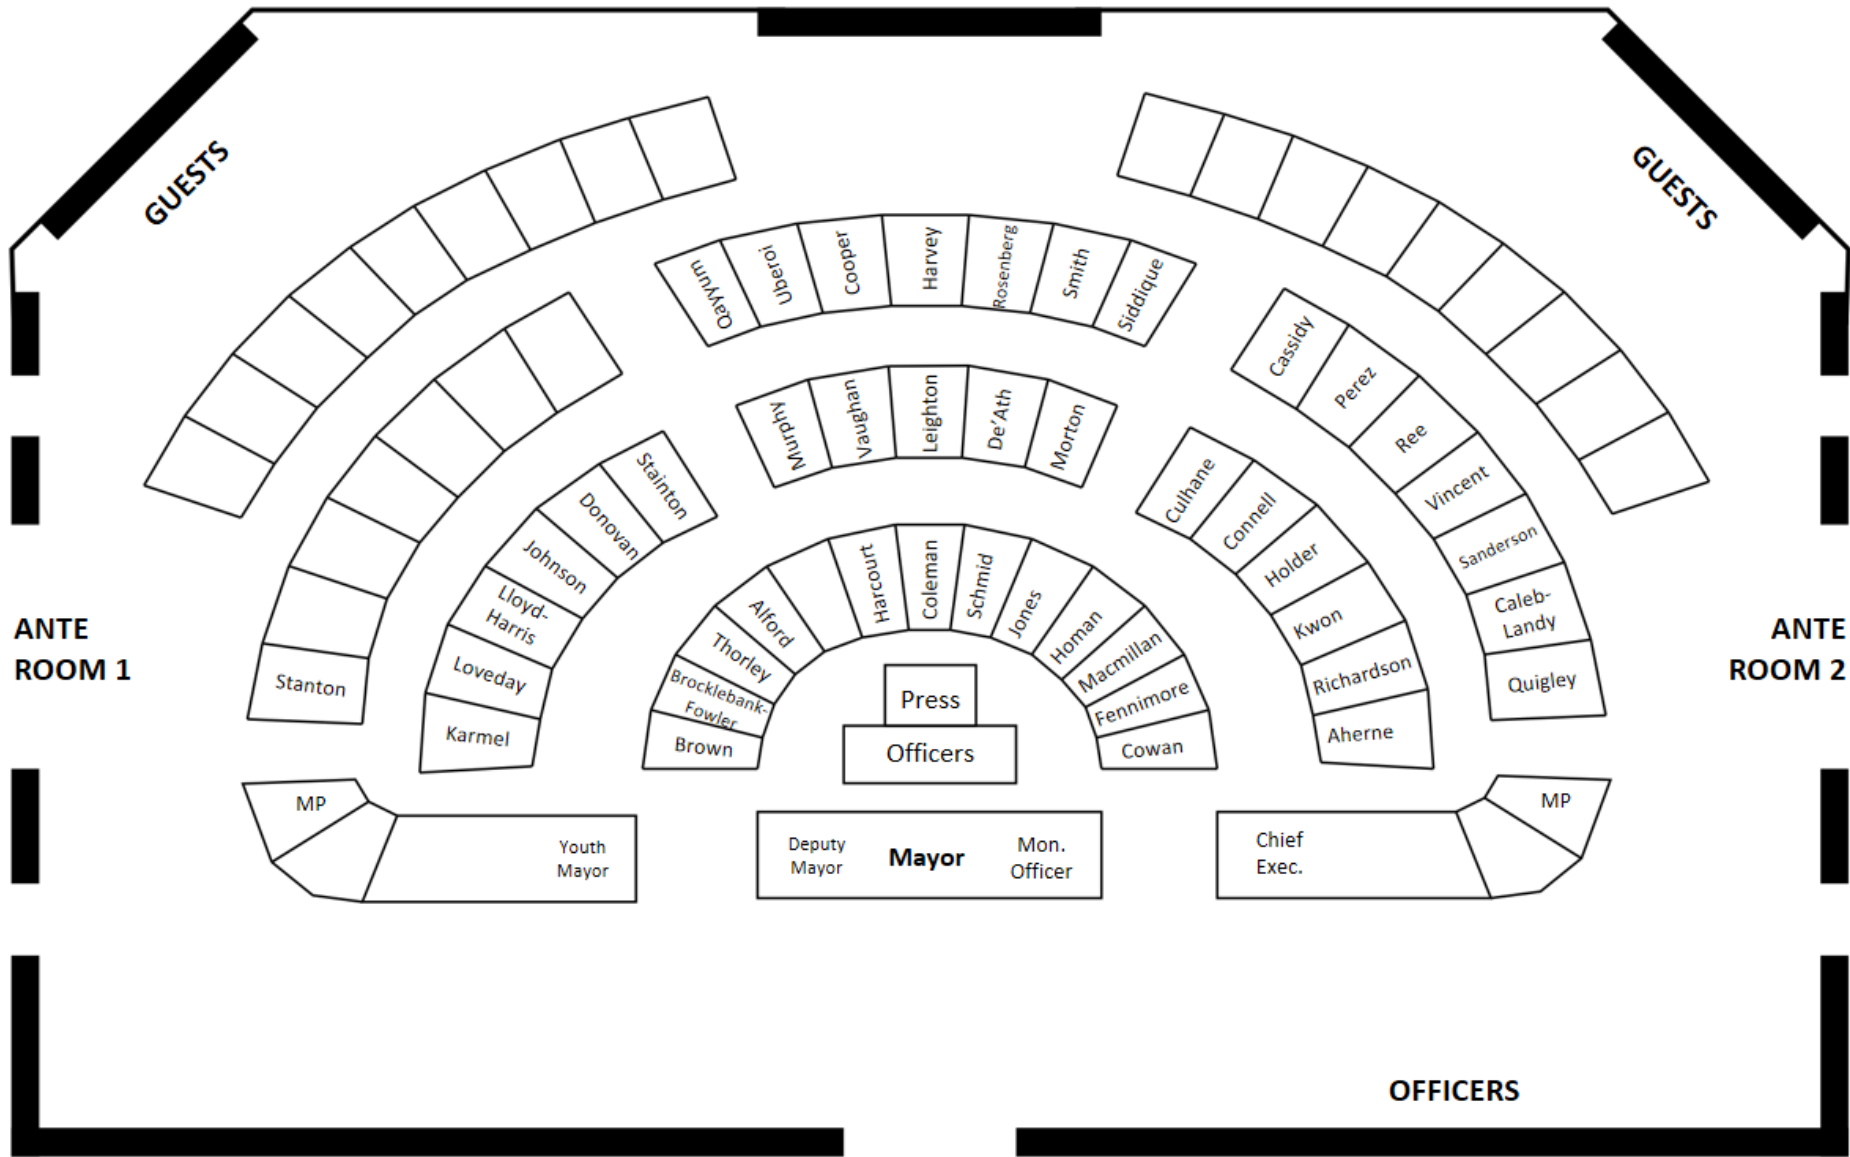 GUESTS
GUESTS
Qayyum
Uberoi
Cooper
Harvey
Rosenberg
Smith
Siddique
Cassidy
Perez
Ree
Vincent
Sanderson
Caleb-
Landy
Quigley
Murphy
Vaughan
Leighton
De'Ath
Morton
Stainton
Donovan
Johnson
Lloyd-
Harris
Loveday
Karmel
Stanton
Culhane
Connell
Holder
Kwon
Richardson
Aherne
Harcourt
Coleman
Schmid
Jones
Homan
Macmillan
Fennimore
Cowan
Alford
Thorley
Brocklebank-
Fowler
Brown
ANTE
ROOM 1
ANTE
ROOM 2
Press
Officers
MP
Youth
Mayor
Deputy
Mayor
Mayor
Mon.
Officer
Chief
Exec.
MP
OFFICERS